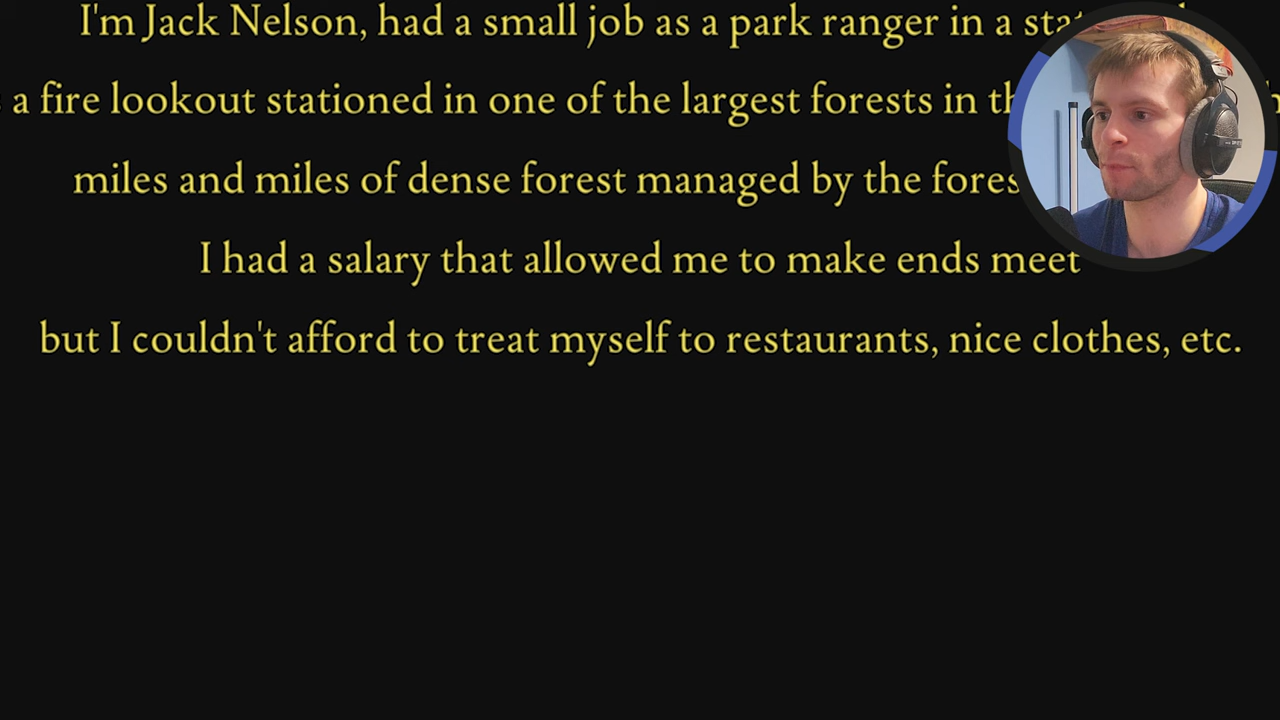 I'm Jack Nelson, had a small job as a park ranger in a
a fire lookout stationed in one of the largest forests in
miles and miles of dense forest managed by the
I had a salary that allowed me to make ends meet
but I couldn't afford to treat myself to restaurants, nice clothes, etc.